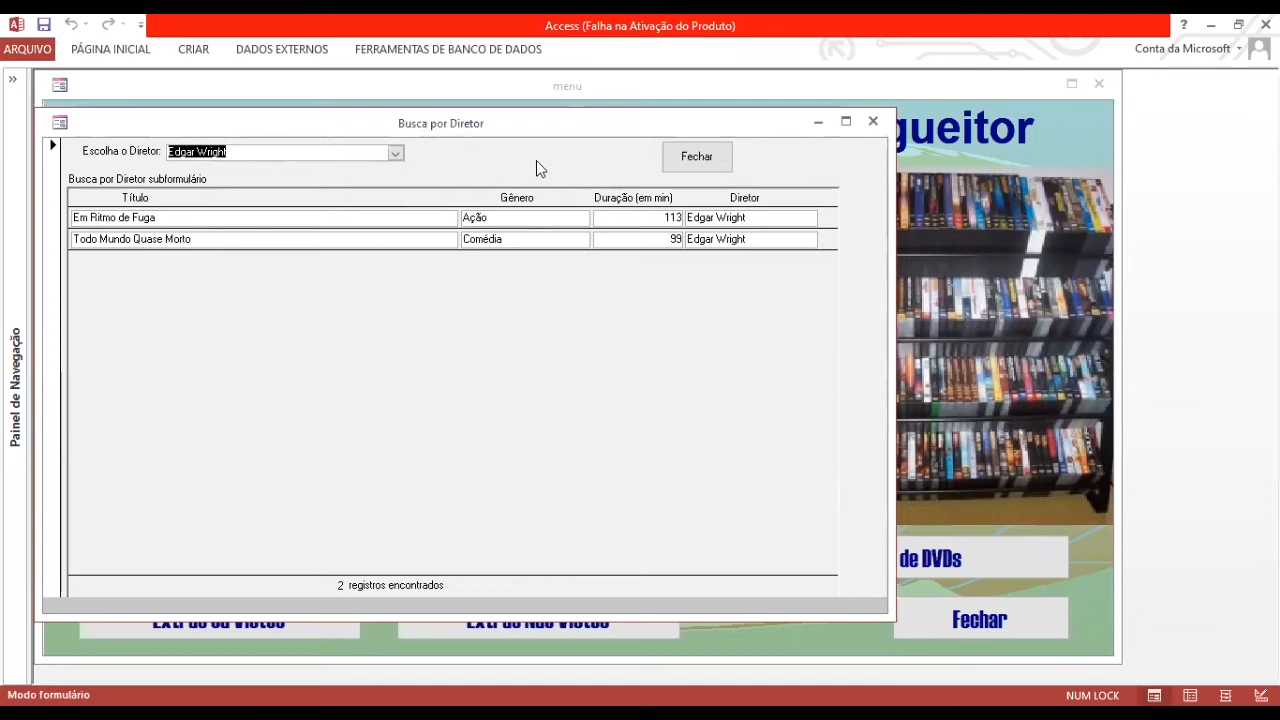 Access (Falha na Ativação do Produto)
?
ARQUIVO PÁGINA INICIAL CRIAR DADOS EXTERNOS FERRAMENTAS DE BANCO DE DADOS Conta da Microsoft
menu
gueitor
Busca por Diretor
Escolha o Diretor: Edgar Wright Fechar
Busca por Diretor subformulário
Título Gênero Duração (em min) Diretor
Em Ritmo de Fuga Ação 113 Edgar Wright
Todo Mundo Quase Morto Comédia 99 Edgar Wright
Painel de Navegação
de DVDs
2 registros encontrados
Fechar
Modo formulário NUM LOCK